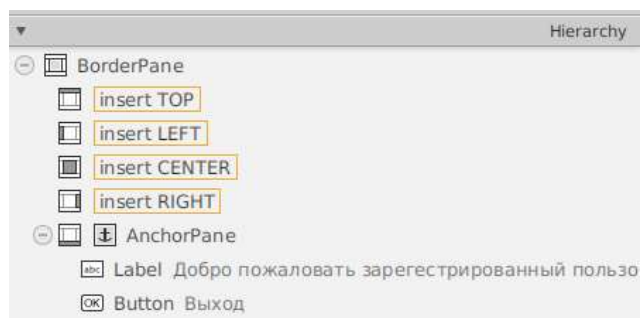 Hierarchy
BorderPane
insert TOP
insert LEFT
insert CENTER
insert RIGHT
AnchorPane
abc Label Добро пожаловать зарегестрированный пользо
OK Button Выход